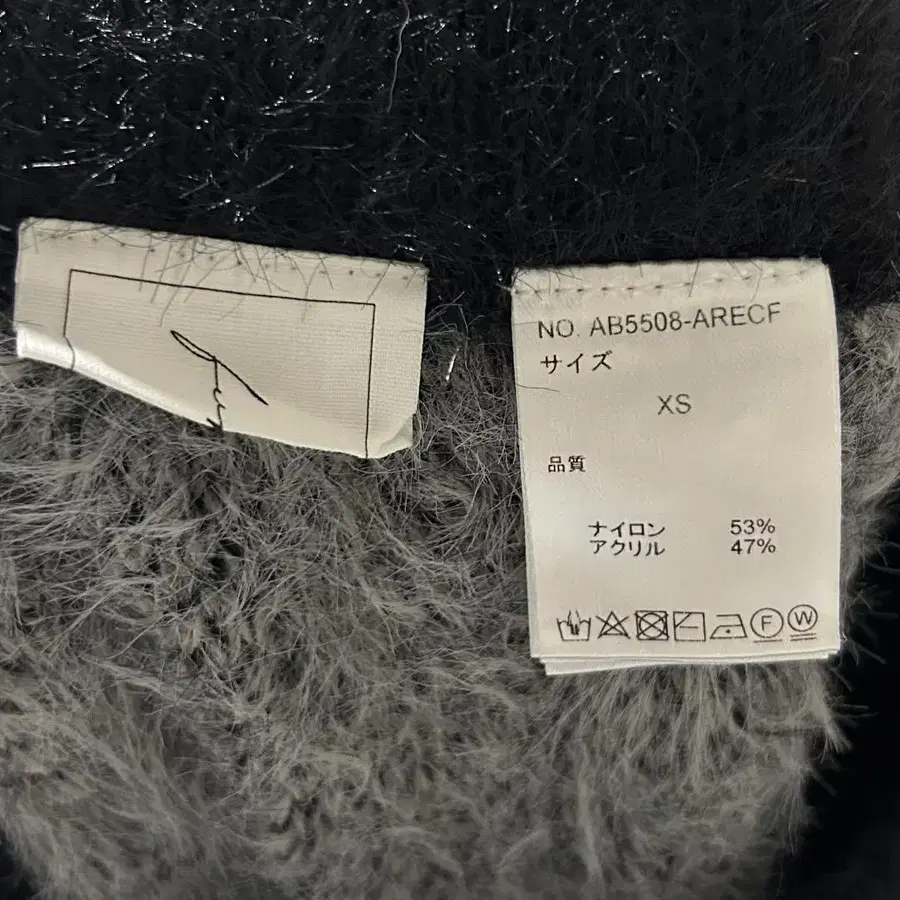 NO. AB5508-ARECF
サイズ
XS
品質
ナイロン 53%
アクリル 47%
F W